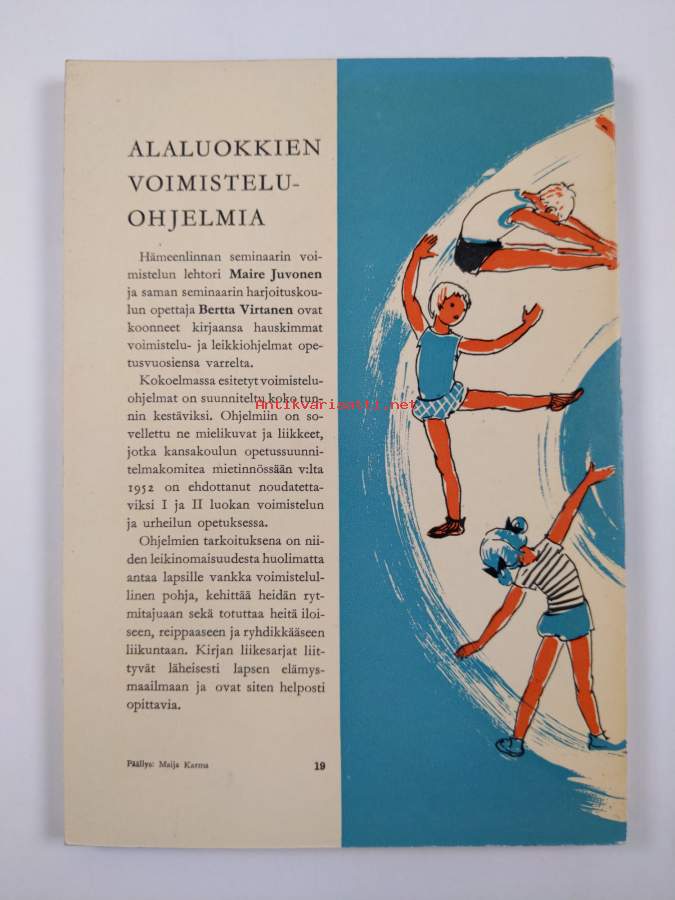 ALALUOKKIEN
VOIMISTELU-
OHJELMIA
Hämeenlinnan seminaarin voi-
mistelun lehtori Maire Juvonen
ja saman seminaarin harjoituskou-
lun opettaja Bertta Virtanen ovat
koonneet kirjaansa hauskimmat
voimistelu- ja leikkiohjelmat ope-
tusvuosiensa varrelta.
Kokoelmassa esitetyt voimistelu-
ohjelmat on suunniteltu koko tun-
nin kestäviksi. Ohjelmiin on so-
vellettu ne mielikuvat ja liikkeet,
jotka kansakoulun opetussuunni-
telmakomitea mietinnössään v:lta
1952 on ehdottanut noudatetta-
viksi I ja II luokan voimistelun
ja urheilun opetuksessa.
Ohjelmien tarkoituksena on nii-
den leikinomaisuudesta huolimatta
antaa lapsille vankka voimistelul-
linen pohja, kehittää heidän ryt-
mitajuaan sekä totuttaa heitä iloi-
seen, reippaaseen ja ryhdikkääseen
liikuntaan. Kirjan liikesarjat liit-
tyvät läheisesti lapsen elämys-
maailmaan ja ovat siten helposti
opittavia.
Päällys: Maija Karma 19
Antikvariaatti.net